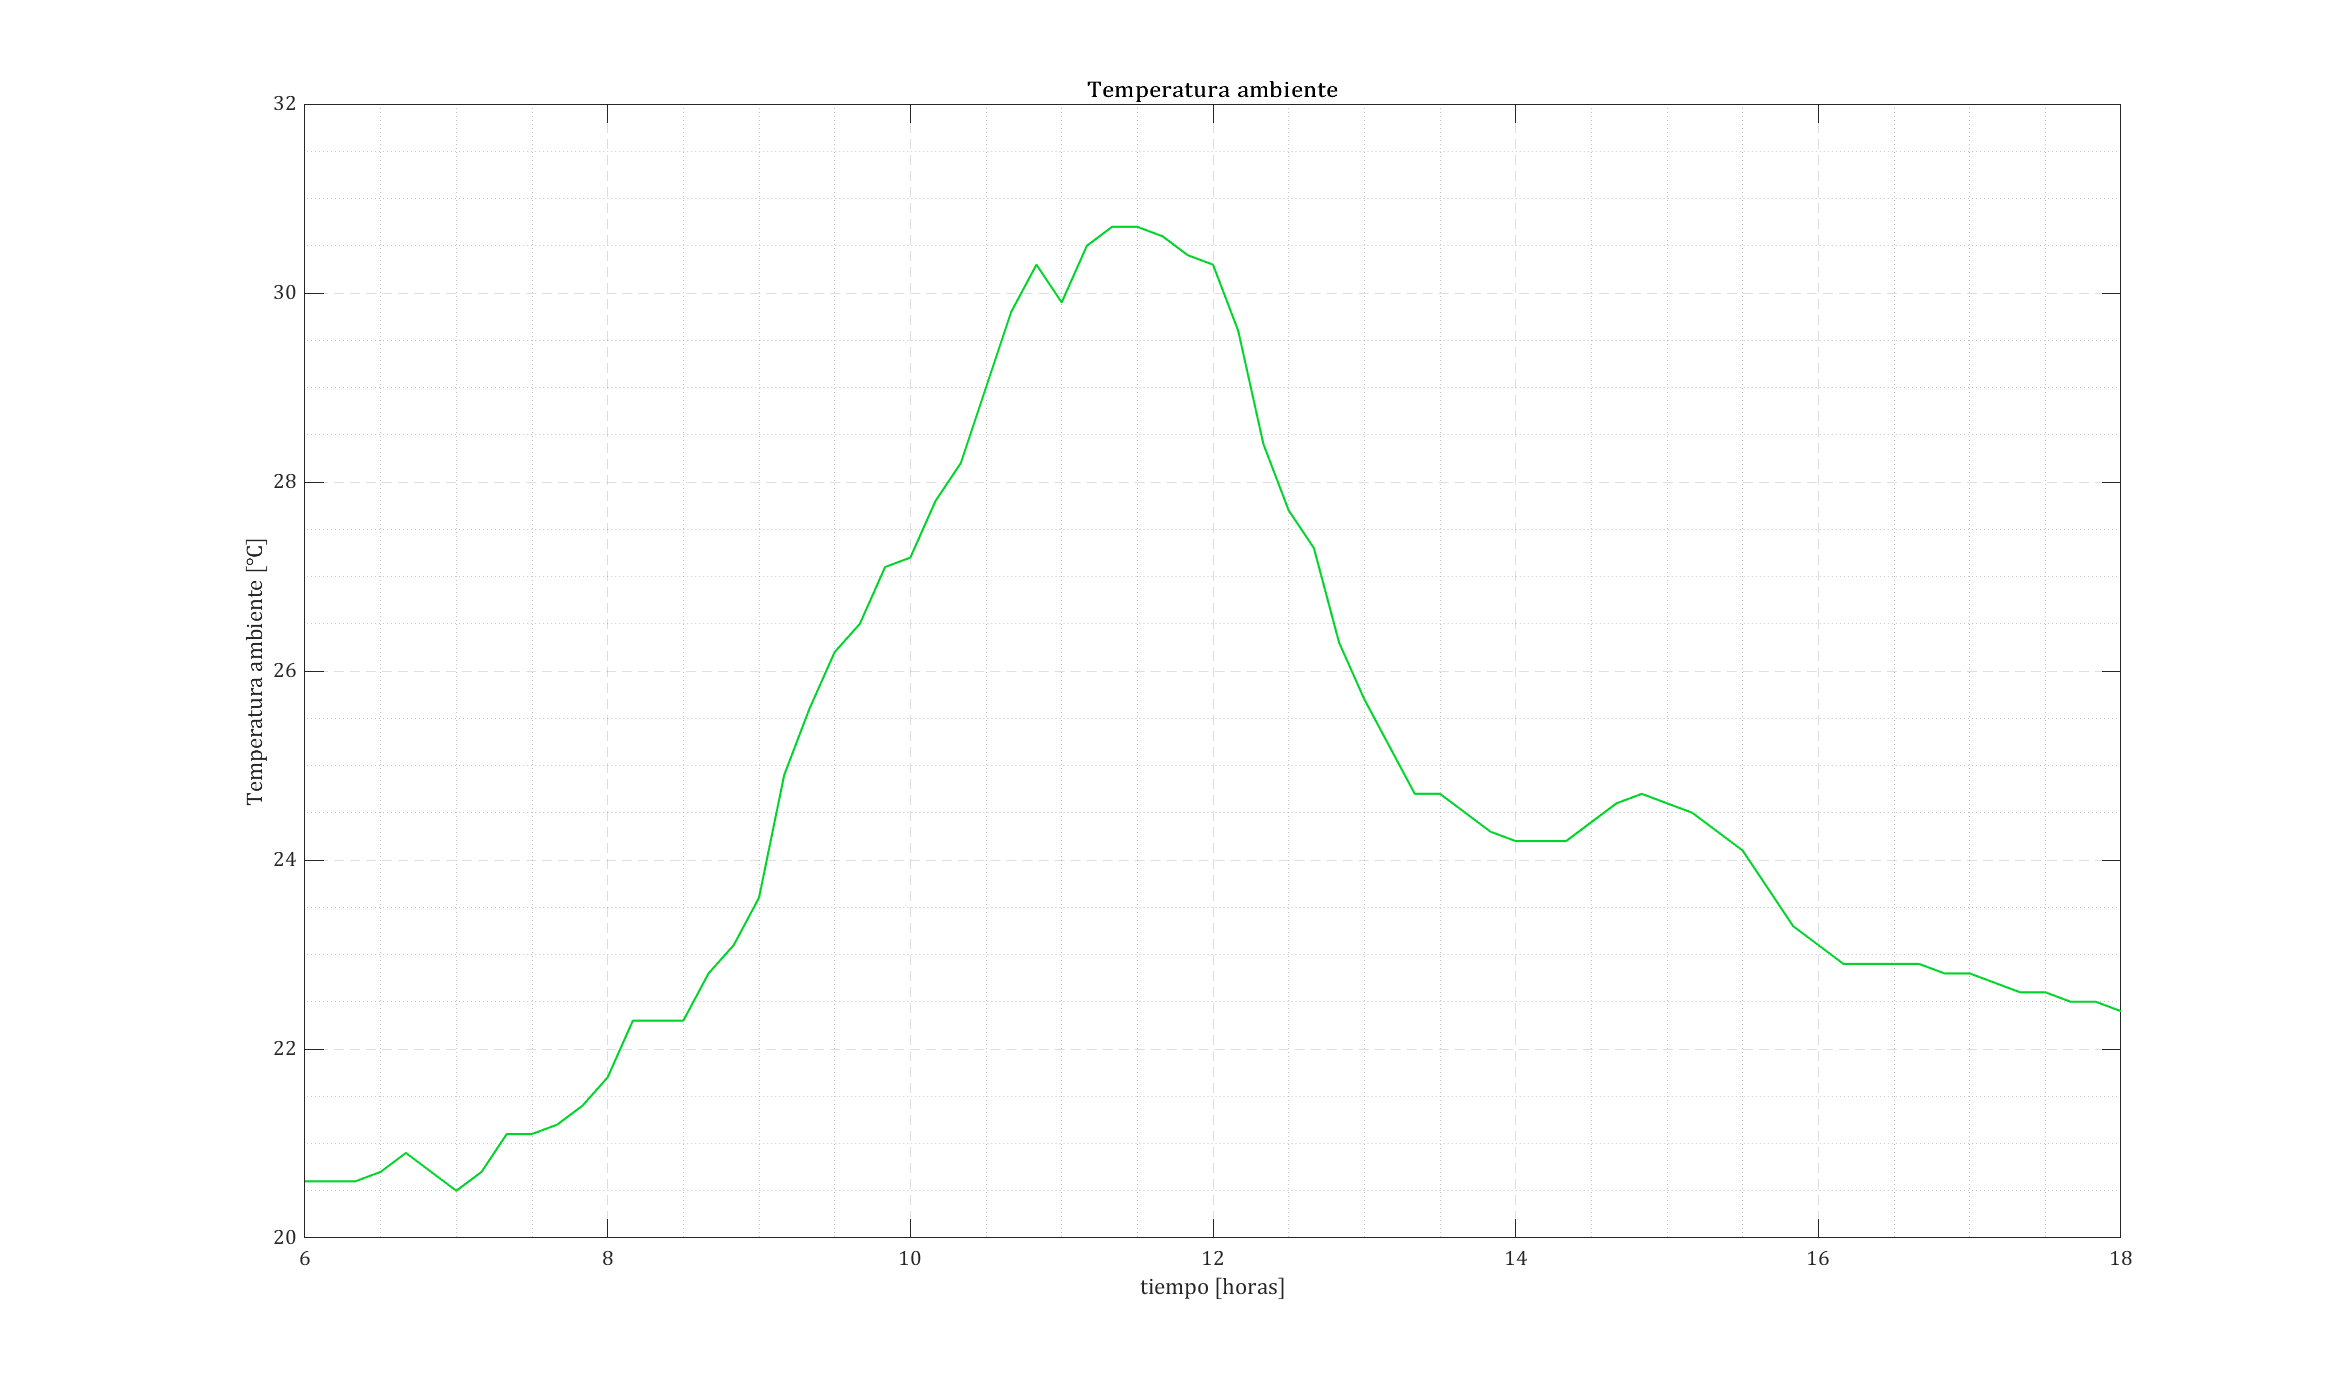 Temperatura ambiente
32
30
28
26
24
22
20
Temperatura ambiente [°C]
6 8 10 12 14 16 18
tiempo [horas]